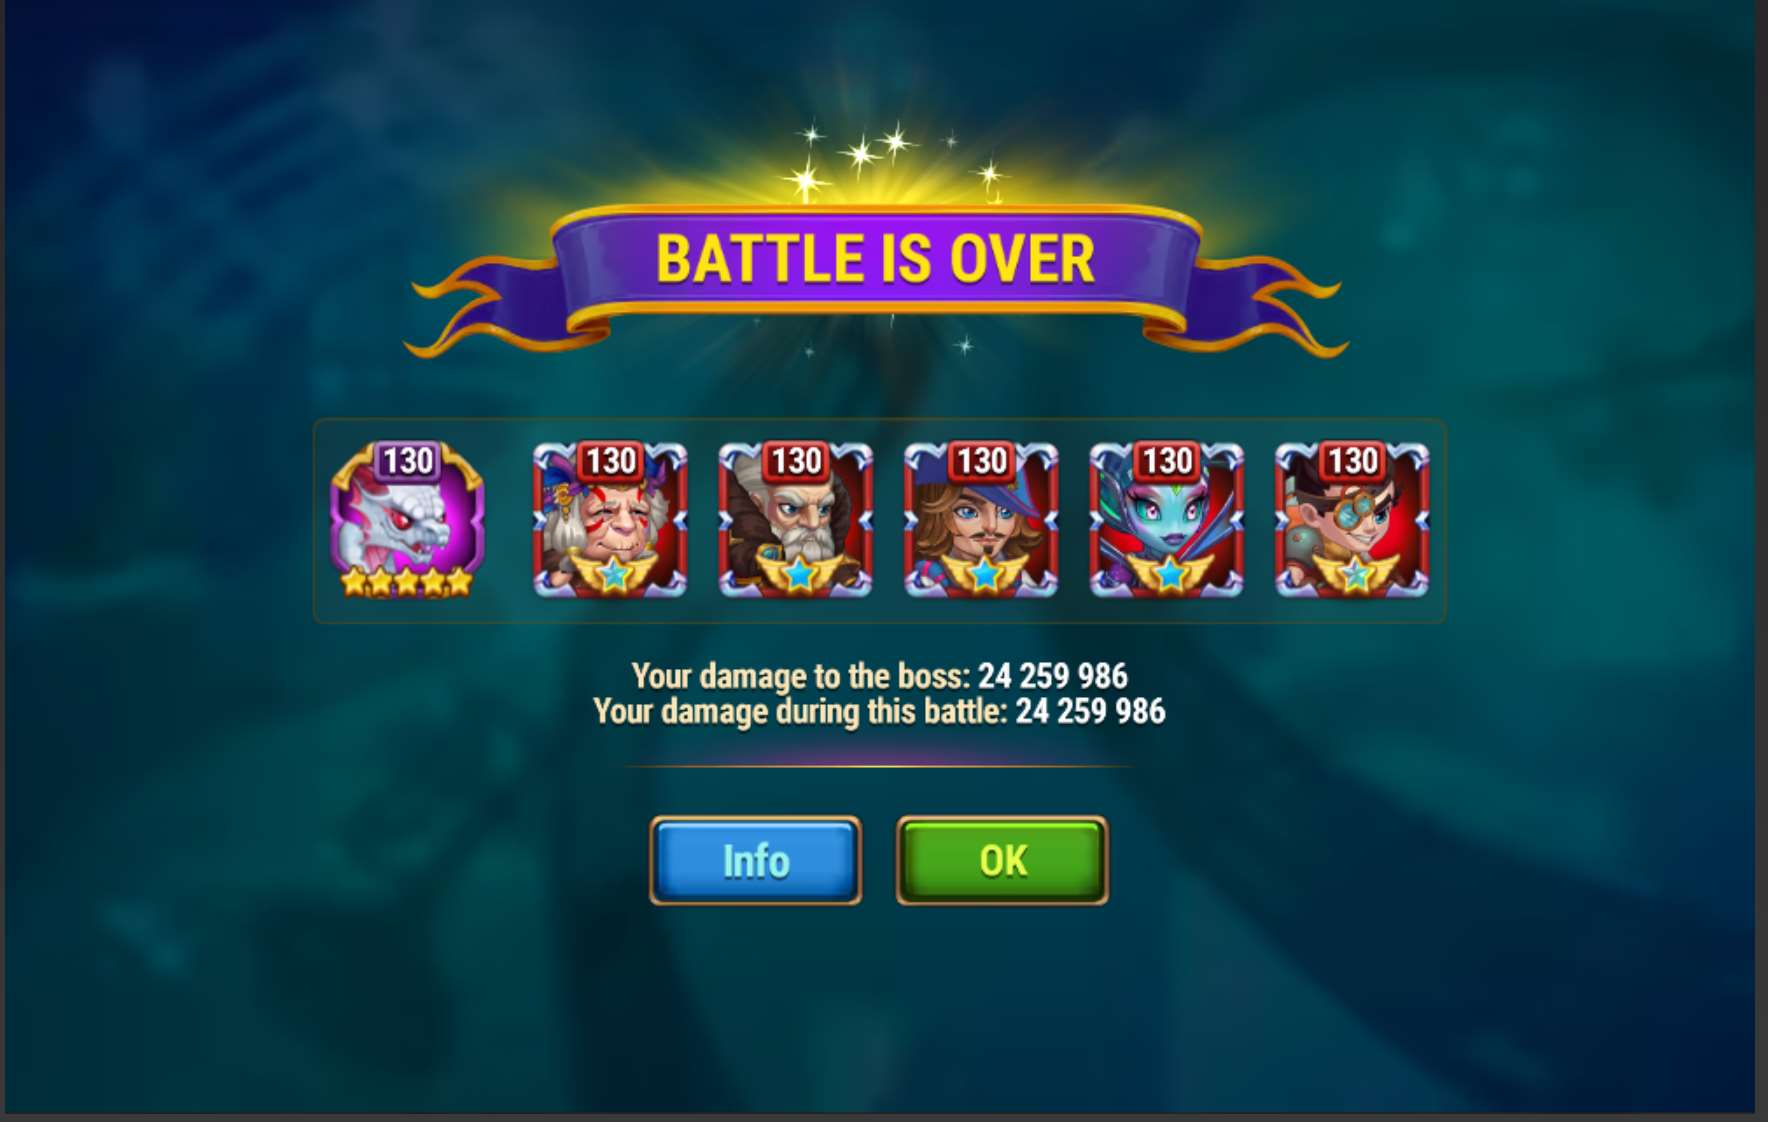 BATTLE IS OVER
130 130 130 130 130 130
Your damage to the boss: 24 259 986
Your damage during this battle: 24 259 986
Info OK